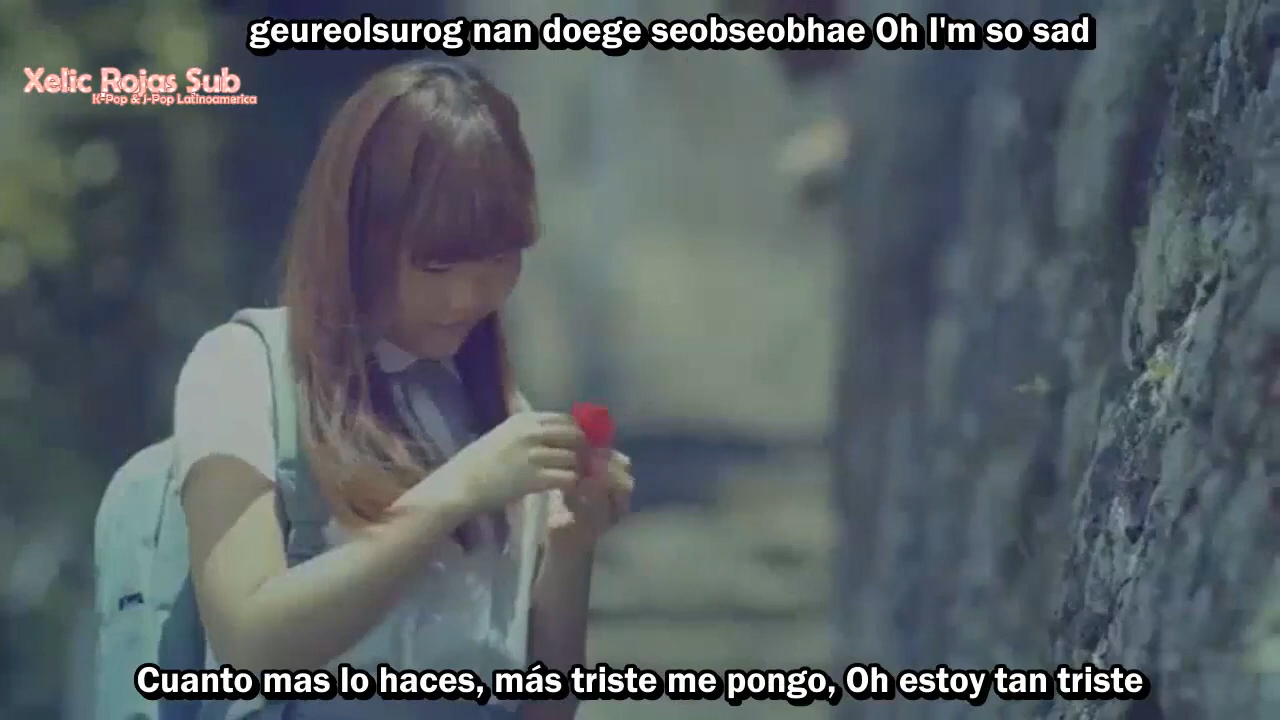 geureolsurog nan doege seobseobhae Oh I'm so sad
Xelic Rojas Sub
K-Pop & J-Pop Latinoamerica
Cuanto mas lo haces, más triste me pongo, Oh estoy tan triste